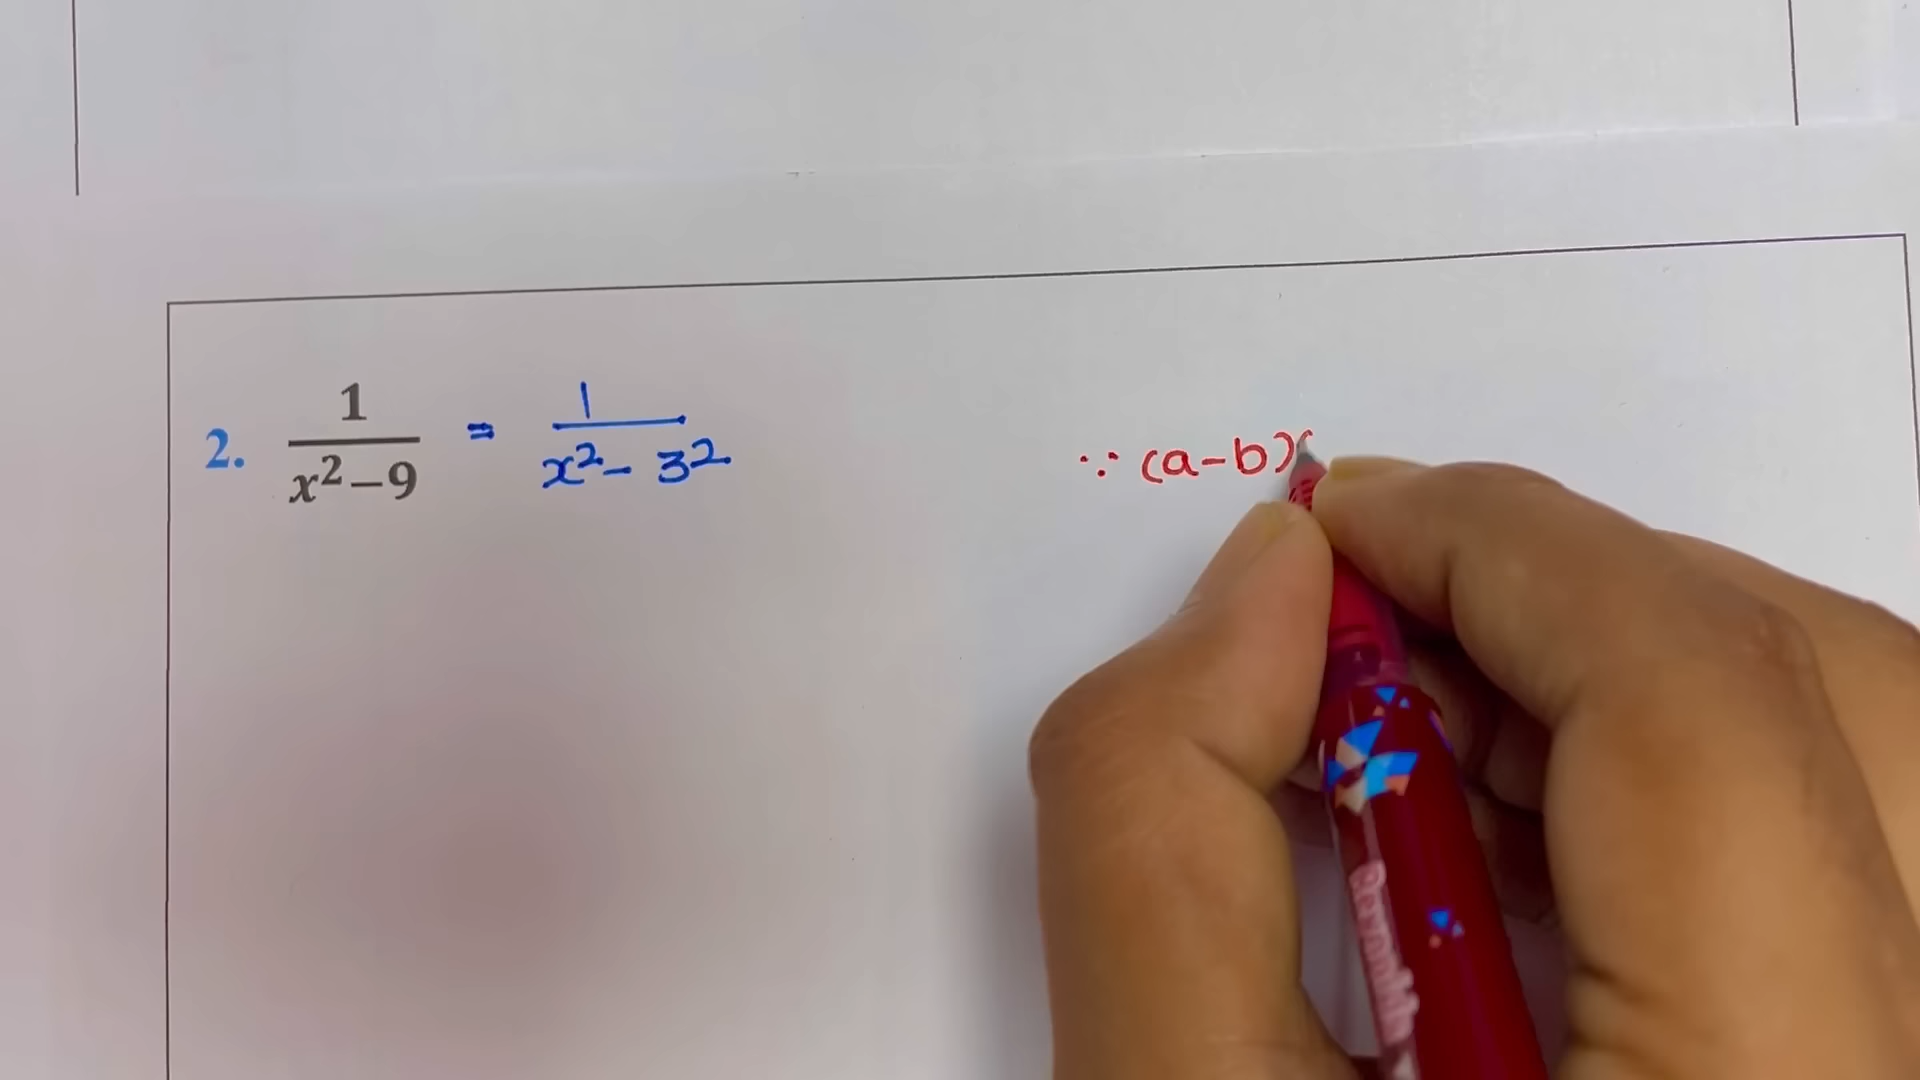 2. 1/(x²−9) = 1/(x²−3²) ∵ (a−b)(